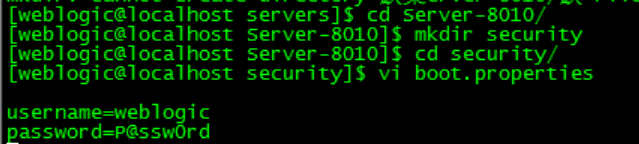 [weblogic@localhost servers]$ cd Server-8010/
[weblogic@localhost Server-8010]$ mkdir security
[weblogic@localhost Server-8010]$ cd security/
[weblogic@localhost security]$ vi boot.properties
username=weblogic
password=P@ssw0rd